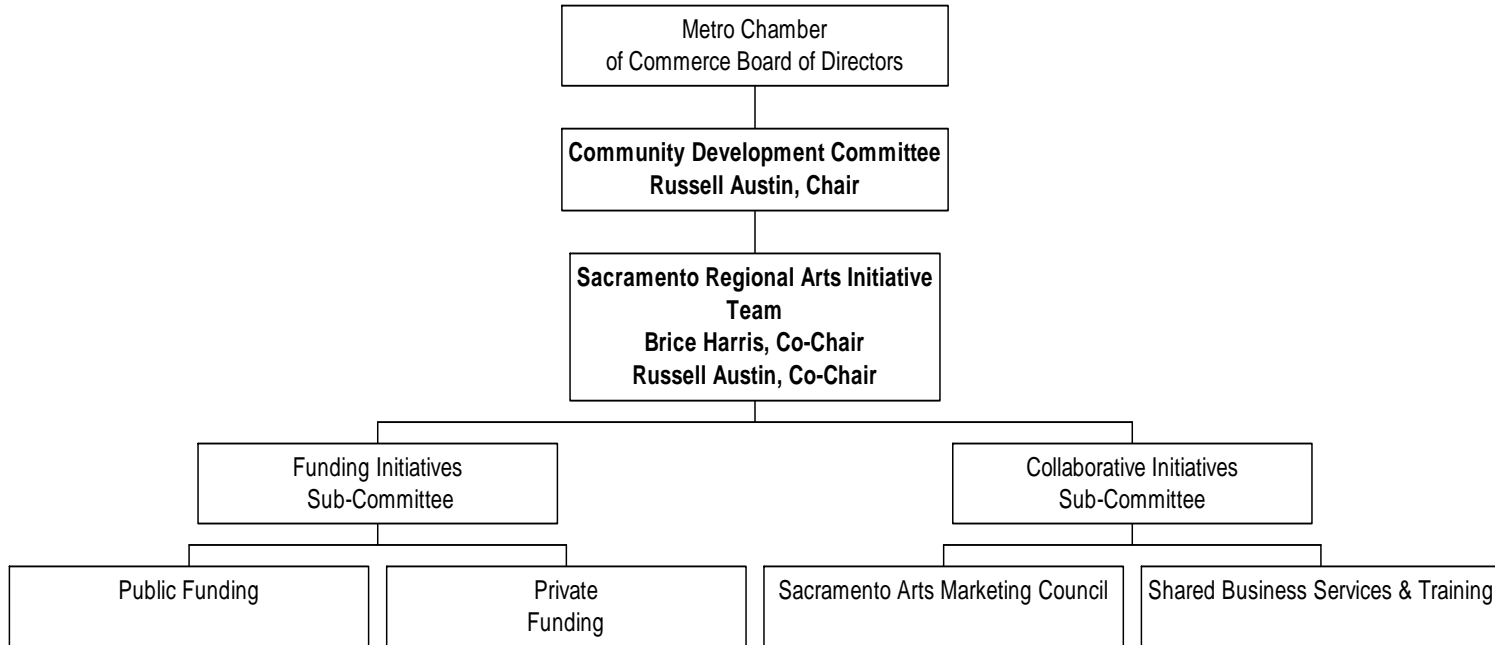 Metro Chamber
of Commerce Board of Directors
Community Development Committee
Russell Austin, Chair
Sacramento Regional Arts Initiative
Team
Brice Harris, Co-Chair
Russell Austin, Co-Chair
Funding Initiatives
Sub-Committee
Collaborative Initiatives
Sub-Committee
Public Funding
Private
Funding
Sacramento Arts Marketing Council
Shared Business Services & Training